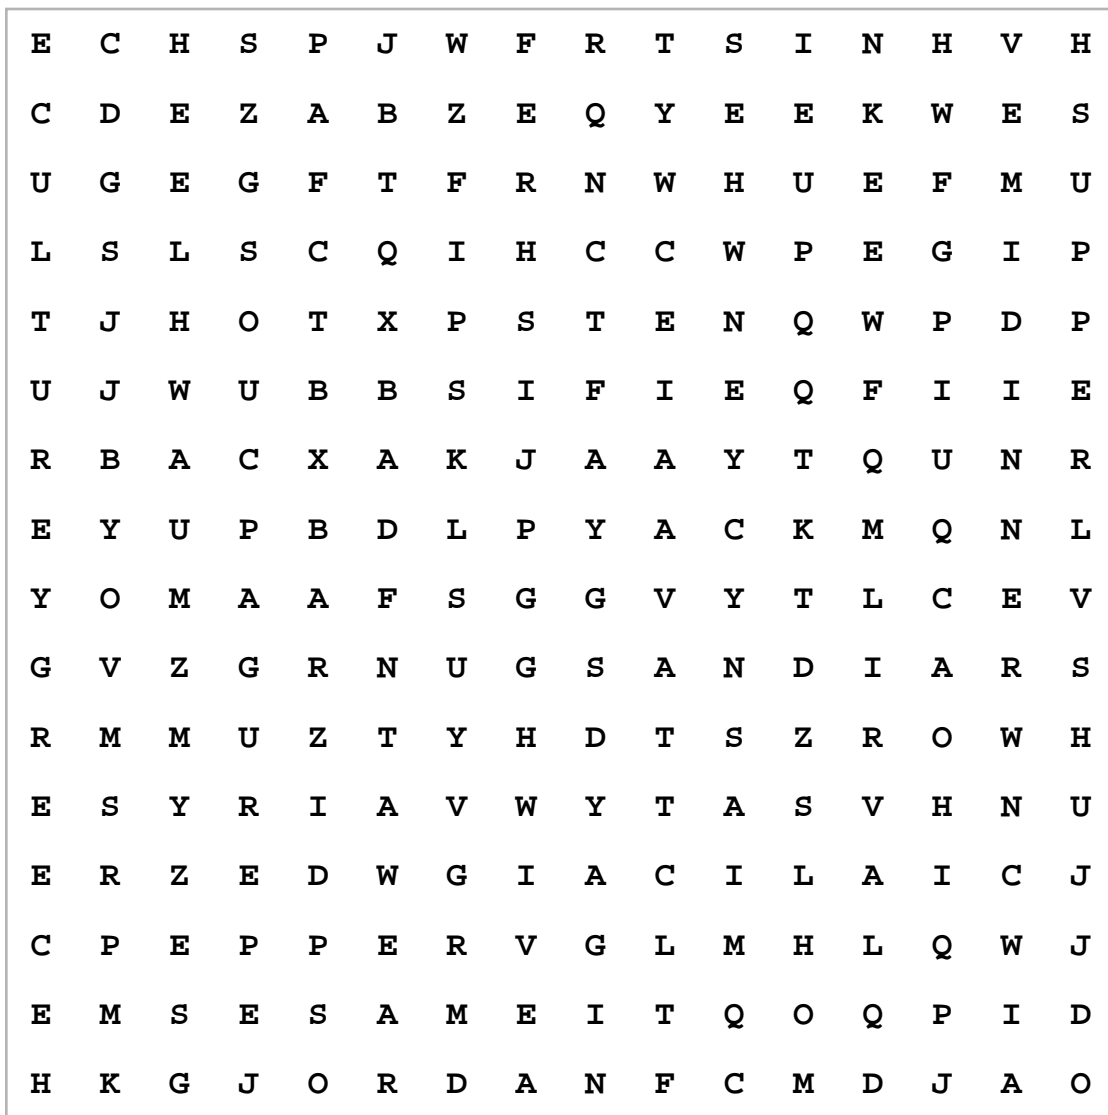 E C H S P J W F R T S I N H V H
C D E Z A B Z E Q Y E E K W E S
U G E G F T F R N W H U E F M U
L S L S C Q I H C C W P E G I P
T J H O T X P S T E N Q W P D P
U J W U B B S I F I E Q F I I E
R B A C X A K J A A Y T Q U N R
E Y U P B D L P Y A C K M Q N L
Y O M A A F S G G V Y T L C E V
G V Z G R N U G S A N D I A R S
R M M U Z T Y H D T S Z R O W H
E S Y R I A V W Y T A S V H N U
E R Z E D W G I A C I L A I C J
C P E P P E R V G L M H L Q W J
E M S E S A M E I T Q O Q P I D
H K G J O R D A N F C M D J A O